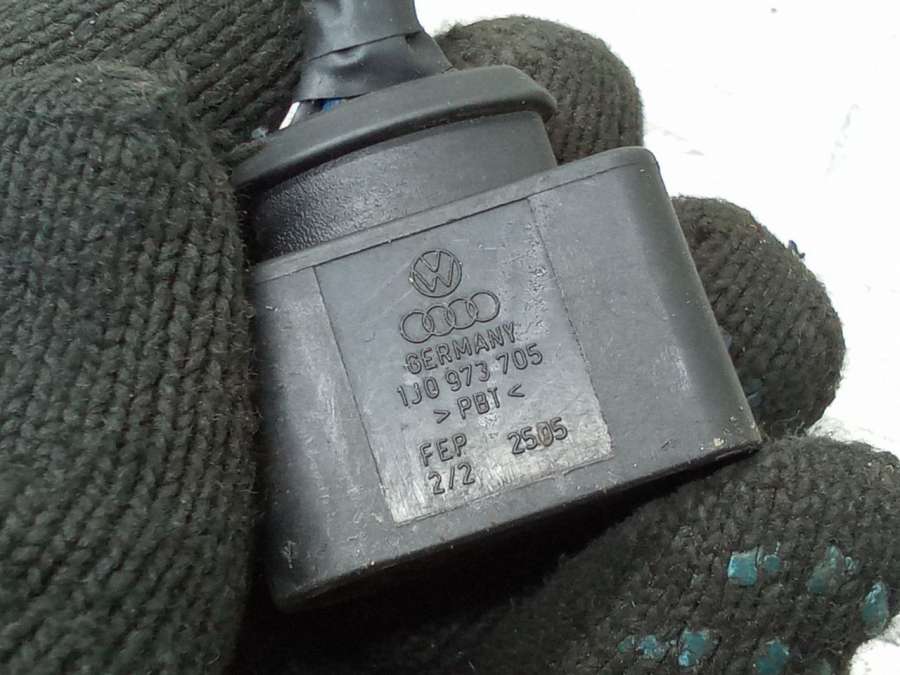 GERMANY
1J0 973 705
> PBT <
FEP 2505
2/2